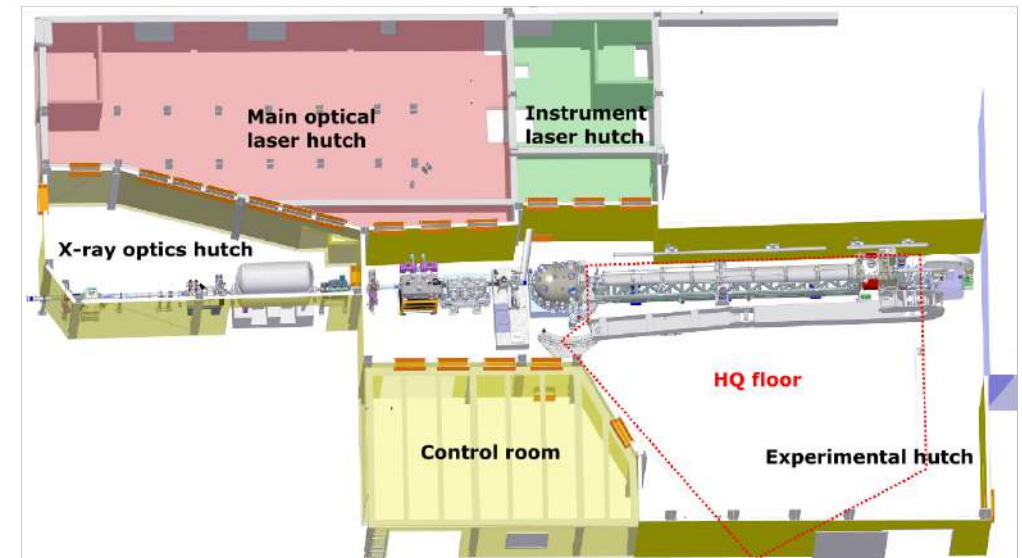 Main optical
laser hutch
Instrument
laser hutch
X-ray optics hutch
HQ floor
Control room
Experimental hutch